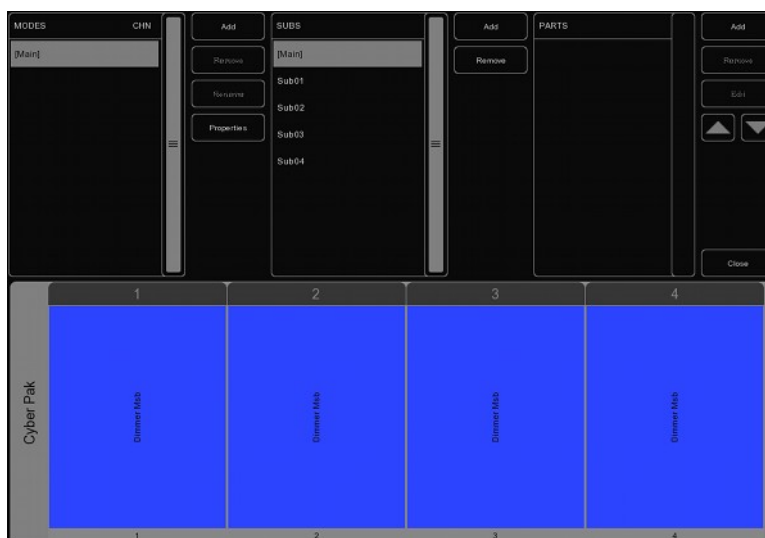 MODES CHN Add SUBS Add PARTS Add
[Main] Remove [Main] Remove Remove
Rename Sub01 Edit
Properties Sub02
Sub03
Sub04
Close
1 2 3 4
Cyber Pak
Dimmer Msb Dimmer Msb Dimmer Msb Dimmer Msb
1 2 3 4